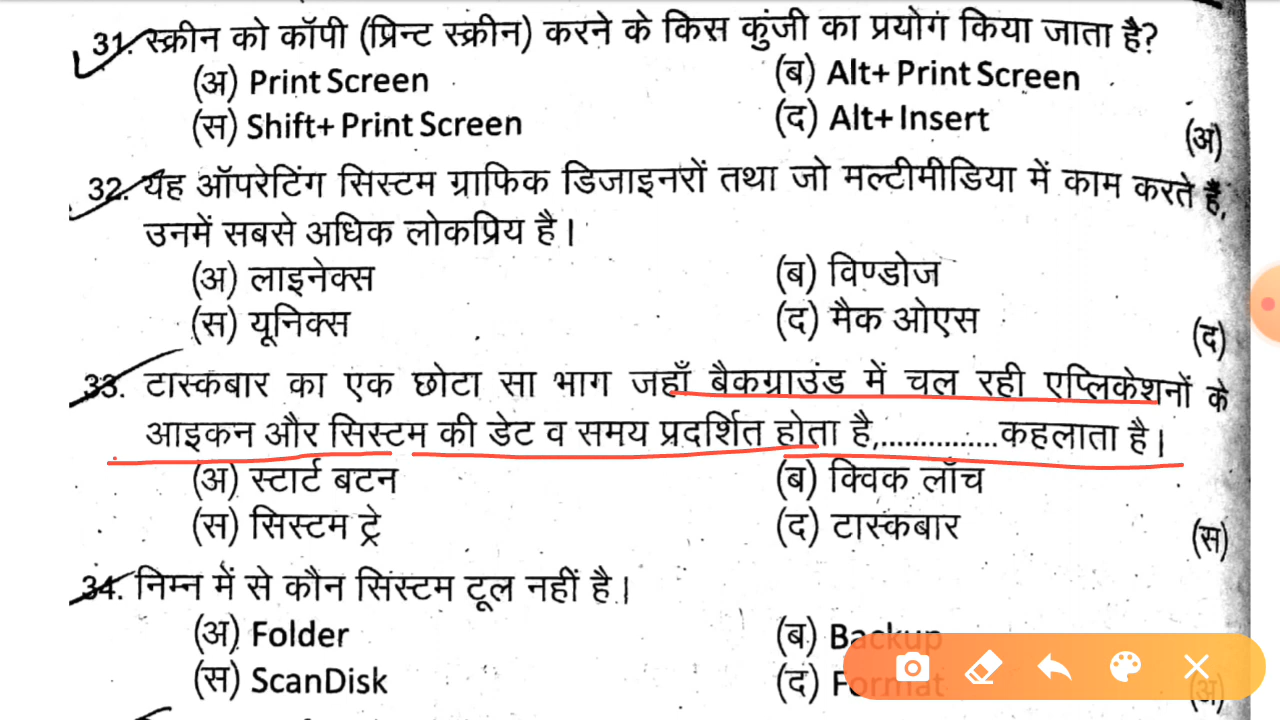 31. स्क्रीन को कॉपी (प्रिन्ट स्क्रीन) करने के किस कुंजी का प्रयोग किया जाता है?
(अ) Print Screen (ब) Alt+ Print Screen
(स) Shift+ Print Screen (द) Alt+ Insert
(अ)
32. यह ऑपरेटिंग सिस्टम ग्राफिक डिजाइनरों तथा जो मल्टीमीडिया में काम करते हैं,
उनमें सबसे अधिक लोकप्रिय है।
(अ) लाइनेक्स (ब) विण्डोज
(स) यूनिक्स (द) मैक ओएस
(द)
33. टास्कबार का एक छोटा सा भाग जहाँ बैकग्राउंड में चल रही एप्लिकेशनों के
आइकन और सिस्टम की डेट व समय प्रदर्शित होता है,...............कहलाता है।
(अ) स्टार्ट बटन (ब) क्विक लॉंच
(स) सिस्टम ट्रे (द) टास्कबार
(स)
34. निम्न में से कौन सिस्टम टूल नहीं है।
(अ) Folder (ब) Backup
(स) ScanDisk (द) Format
(अ)